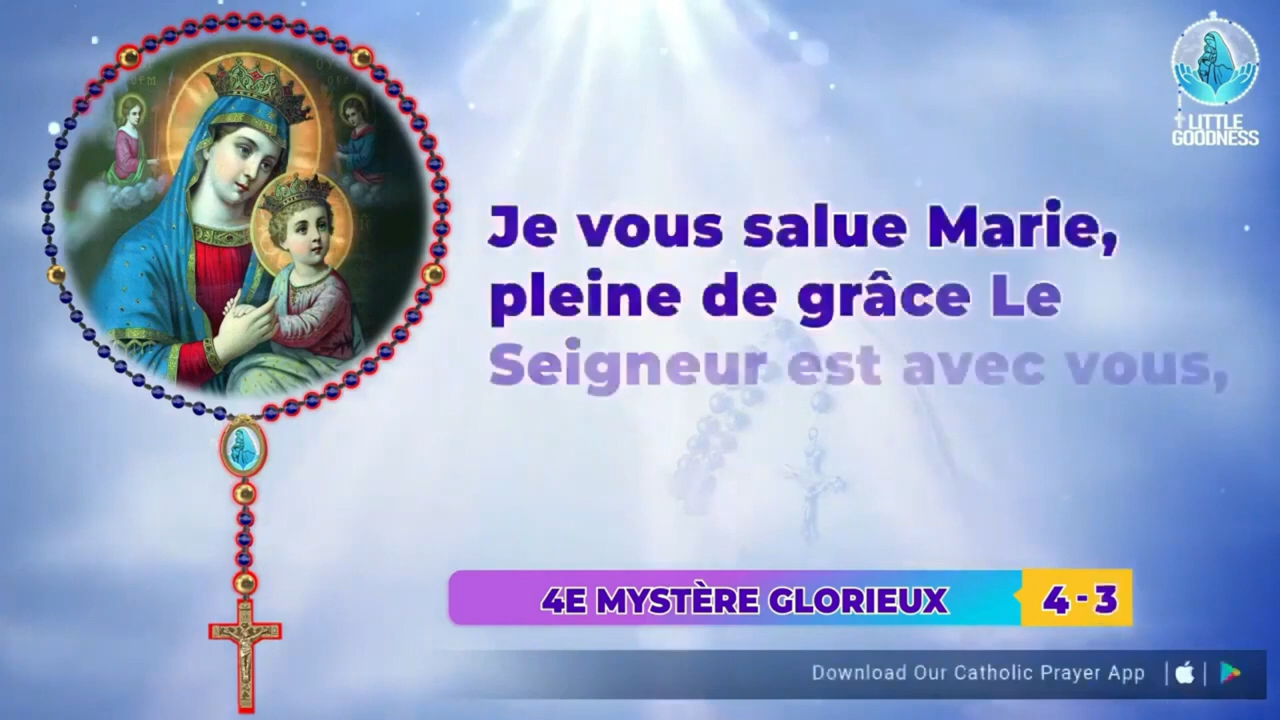 LITTLE
GOODNESS
Je vous salue Marie,
pleine de grâce Le
Seigneur est avec vous,
4E MYSTÈRE GLORIEUX
4 - 3
Download Our Catholic Prayer App